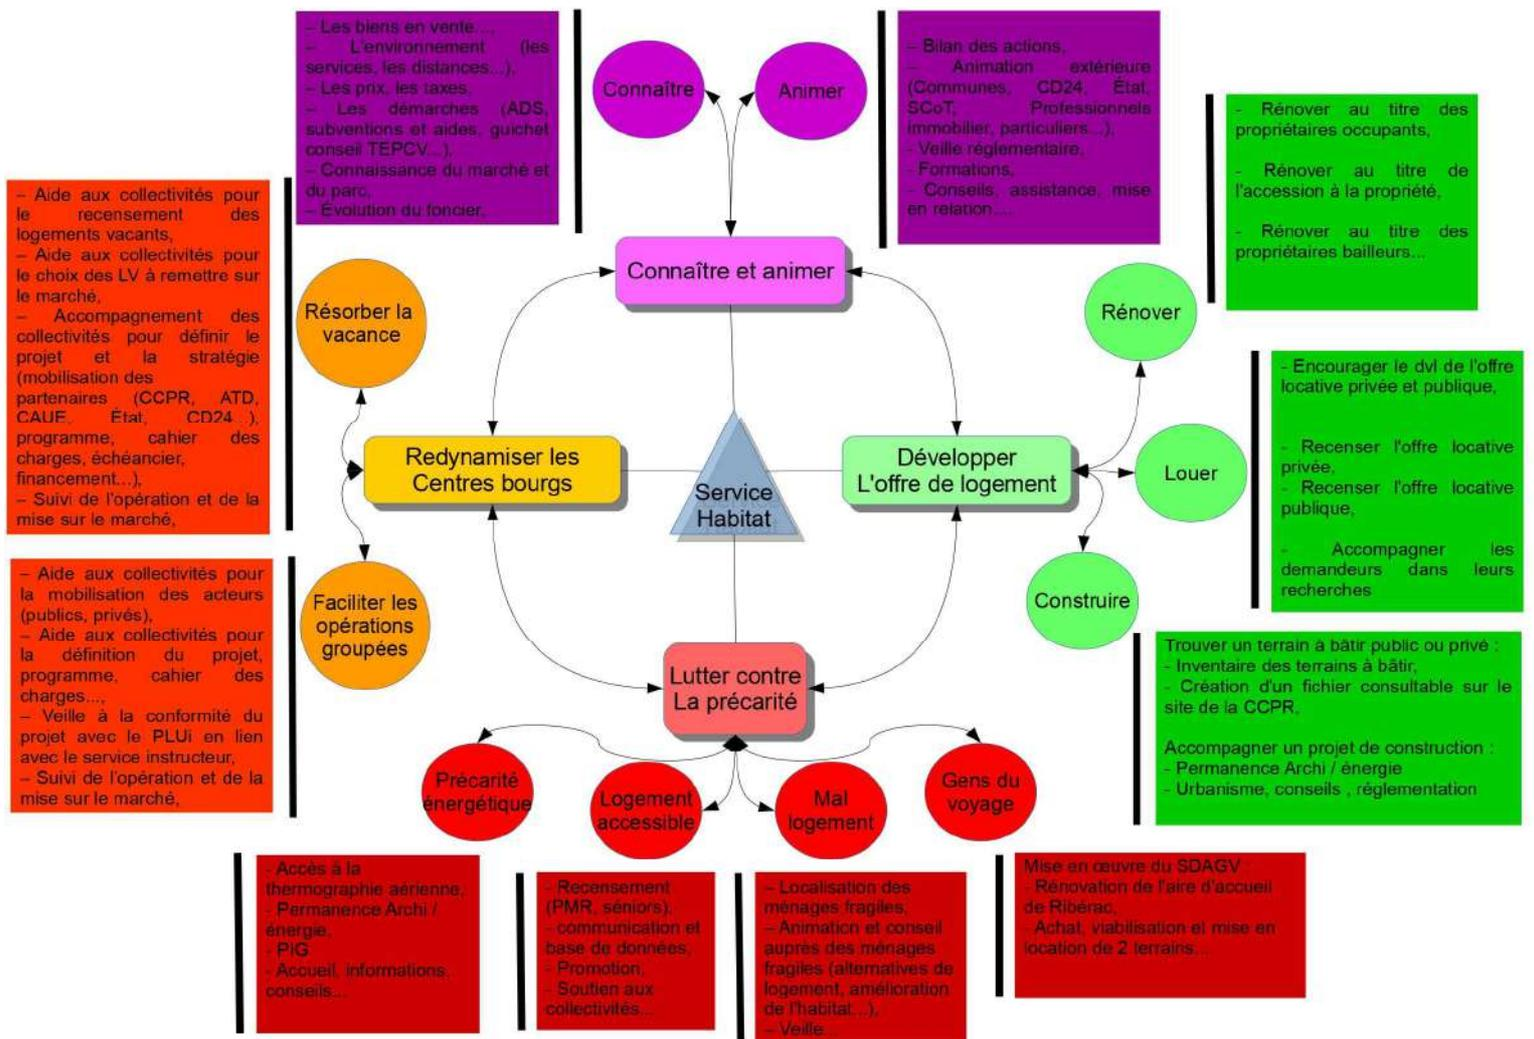 – Les biens en vente...,
– L'environnement (les
services, les distances...),
– Les prix, les taxes,
– Les démarches (ADS,
subventions et aides, guichet
conseil TEPCV...),
– Connaissance du marché et
du parc,
– Évolution du foncier,
Connaître
Animer
– Bilan des actions,
– Animation extérieure
(Communes, CD24, État,
SCoT, Professionnels
immobilier, particuliers...),
- Veille réglementaire,
- Formations,
- Conseils, assistance, mise
en relation....
- Rénover au titre des
propriétaires occupants,
- Rénover au titre de
l'accession à la propriété,
- Rénover au titre des
propriétaires bailleurs...
– Aide aux collectivités pour
le recensement des
logements vacants,
– Aide aux collectivités pour
le choix des LV à remettre sur
le marché,
– Accompagnement des
collectivités pour définir le
projet et la stratégie
(mobilisation des
partenaires (CCPR, ATD,
CAUE, État, CD24...),
programme, cahier des
charges, échéancier,
financement...),
– Suivi de l'opération et de la
mise sur le marché,
Résorber la
vacance
Connaître et animer
Rénover
- Encourager le dvl de l'offre
locative privée et publique,
- Recenser l'offre locative
privée,
- Recenser l'offre locative
publique,
- Accompagner les
demandeurs dans leurs
recherches
Redynamiser les
Centres bourgs
Service
Habitat
Développer
L'offre de logement
Louer
– Aide aux collectivités pour
la mobilisation des acteurs
(publics, privés),
– Aide aux collectivités pour
la définition du projet,
programme, cahier des
charges...,
– Veille à la conformité du
projet avec le PLUi en lien
avec le service instructeur,
– Suivi de l'opération et de la
mise sur le marché,
Faciliter les
opérations
groupées
Construire
Lutter contre
La précarité
Trouver un terrain à bâtir public ou privé :
- Inventaire des terrains à bâtir,
- Création d'un fichier consultable sur le
site de la CCPR,
Accompagner un projet de construction :
- Permanence Archi / énergie
- Urbanisme, conseils , réglementation
Précarité
énergétique
Logement
accessible
Mal
logement
Gens du
voyage
- Accès à la
thermographie aérienne,
- Permanence Archi /
énergie,
- PIG
- Accueil, informations,
conseils...
- Recensement
(PMR, séniors),
- communication et
base de données,
- Promotion,
- Soutien aux
collectivités...
– Localisation des
ménages fragiles,
– Animation et conseil
auprès des ménages
fragiles (alternatives de
logement, amélioration
de l'habitat...),
– Veille...
Mise en œuvre du SDAGV :
- Rénovation de l'aire d'accueil
de Ribérac,
- Achat, viabilisation et mise en
location de 2 terrains...